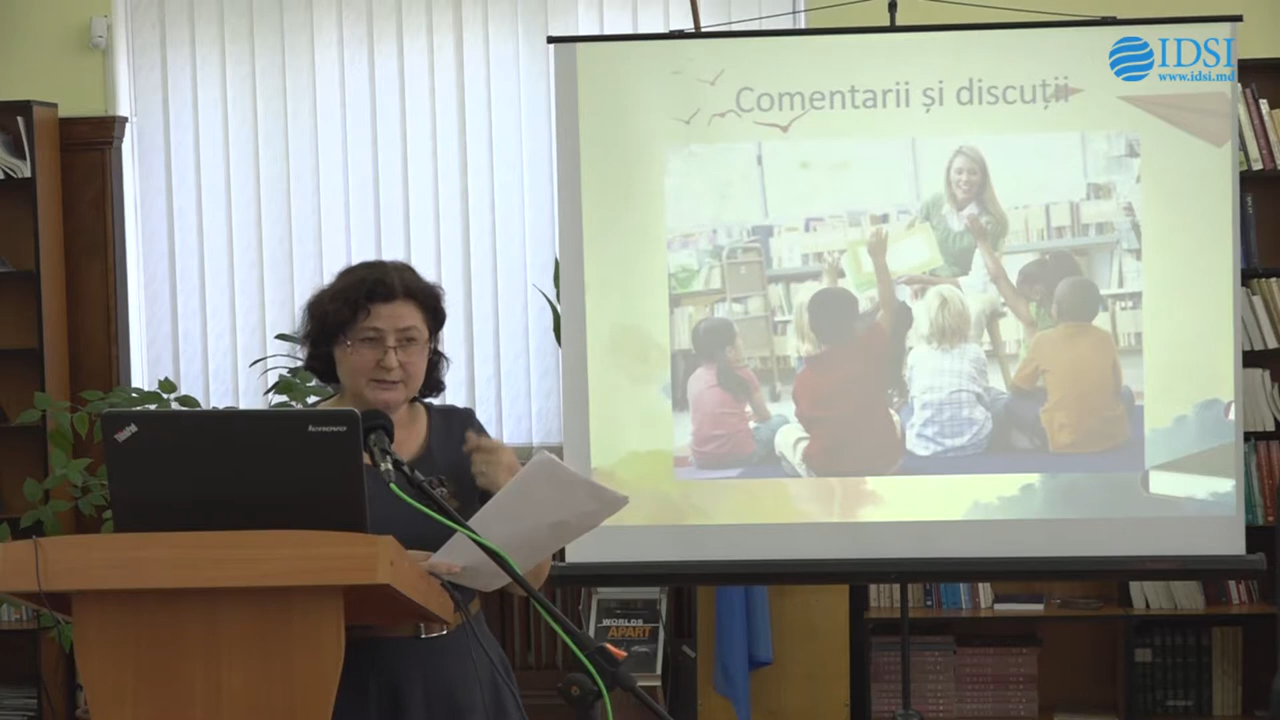 IDSI
www.idsi.md
Comentarii și discuții
ThinkPad
lenovo
WORLDS
APART